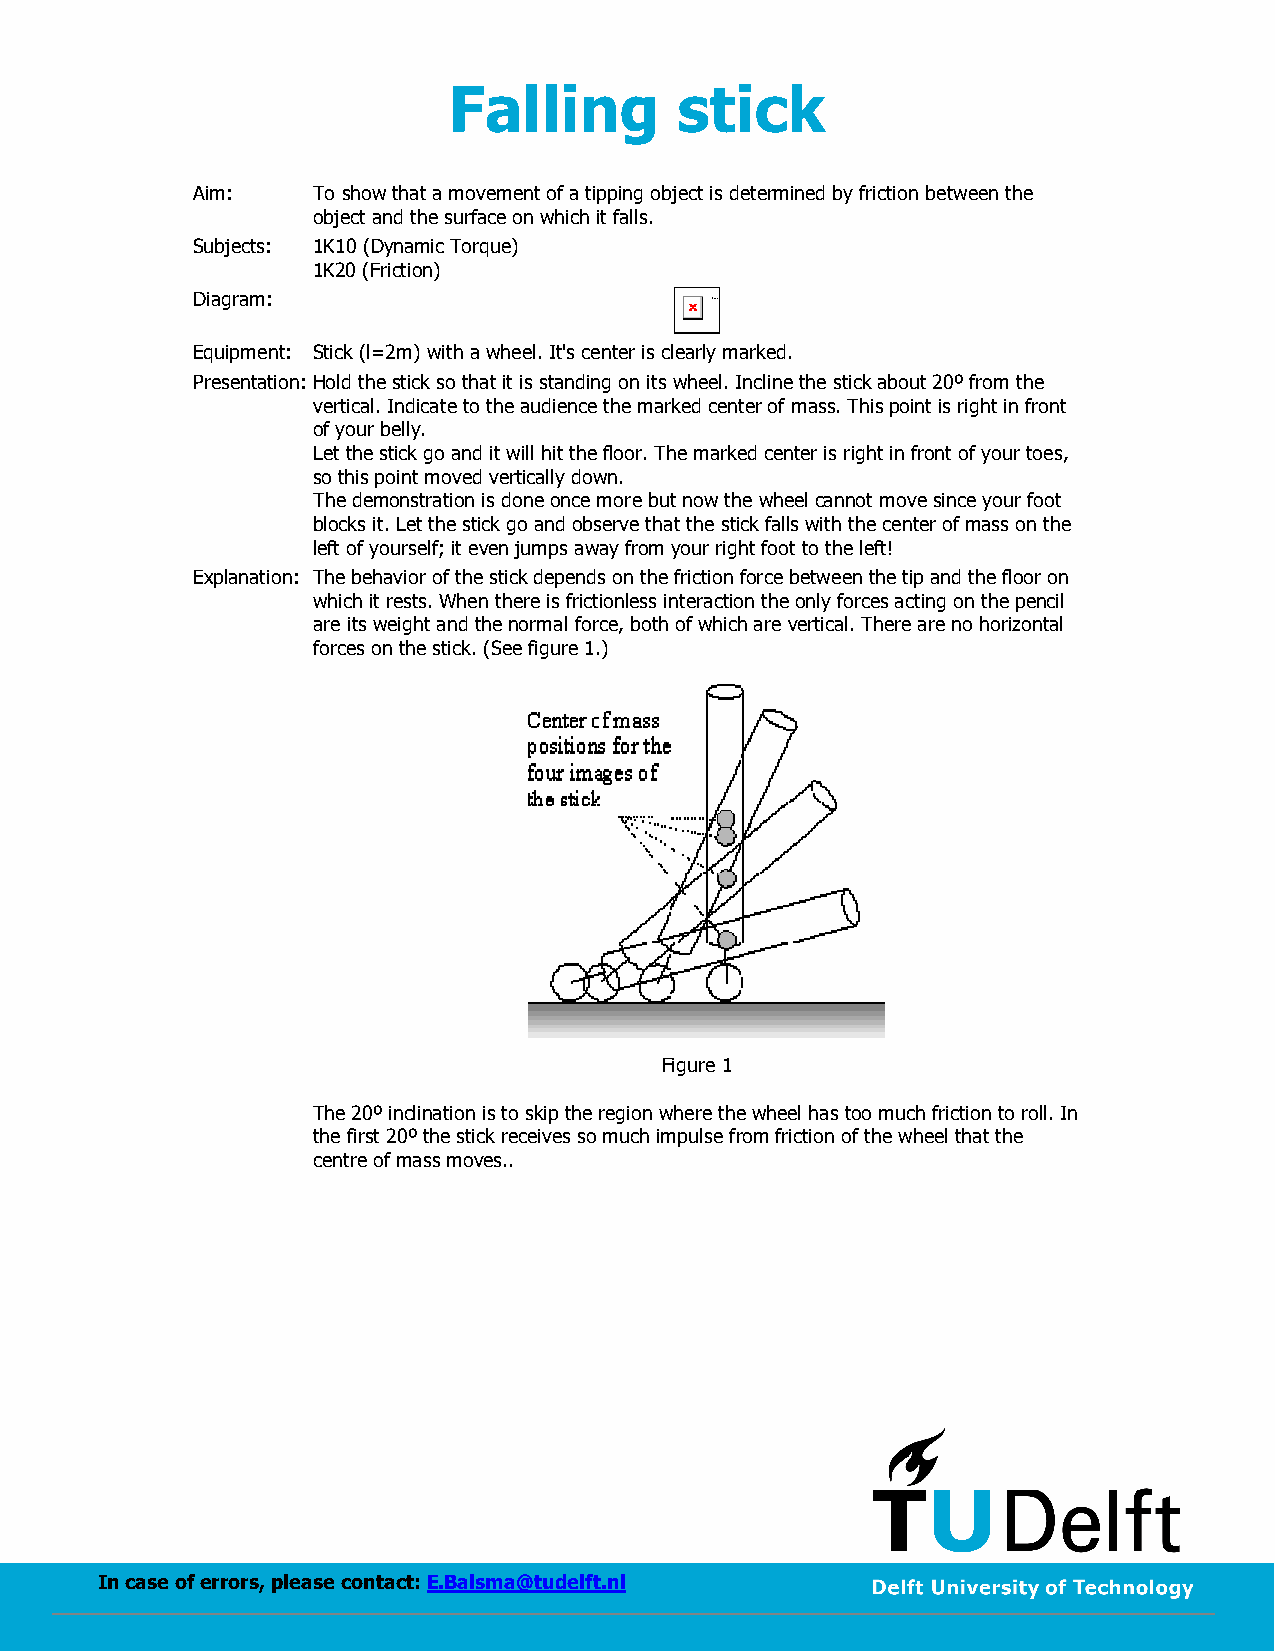 Falling stick
Aim: To show that a movement of a tipping object is determined by friction between the
object and the surface on which it falls.
Subjects: 1K10 (Dynamic Torque)
1K20 (Friction)
Diagram:
x
Equipment: Stick (l=2m) with a wheel. It's center is clearly marked.
Presentation: Hold the stick so that it is standing on its wheel. Incline the stick about 20º from the
vertical. Indicate to the audience the marked center of mass. This point is right in front
of your belly.
Let the stick go and it will hit the floor. The marked center is right in front of your toes,
so this point moved vertically down.
The demonstration is done once more but now the wheel cannot move since your foot
blocks it. Let the stick go and observe that the stick falls with the center of mass on the
left of yourself; it even jumps away from your right foot to the left!
Explanation: The behavior of the stick depends on the friction force between the tip and the floor on
which it rests. When there is frictionless interaction the only forces acting on the pencil
are its weight and the normal force, both of which are vertical. There are no horizontal
forces on the stick. (See figure 1.)
Center of mass
positions for the
four images of
the stick
Figure 1
The 20º inclination is to skip the region where the wheel has too much friction to roll. In
the first 20º the stick receives so much impulse from friction of the wheel that the
centre of mass moves..
TUDelft
In case of errors, please contact: E.Balsma@tudelft.nl
Delft University of Technology